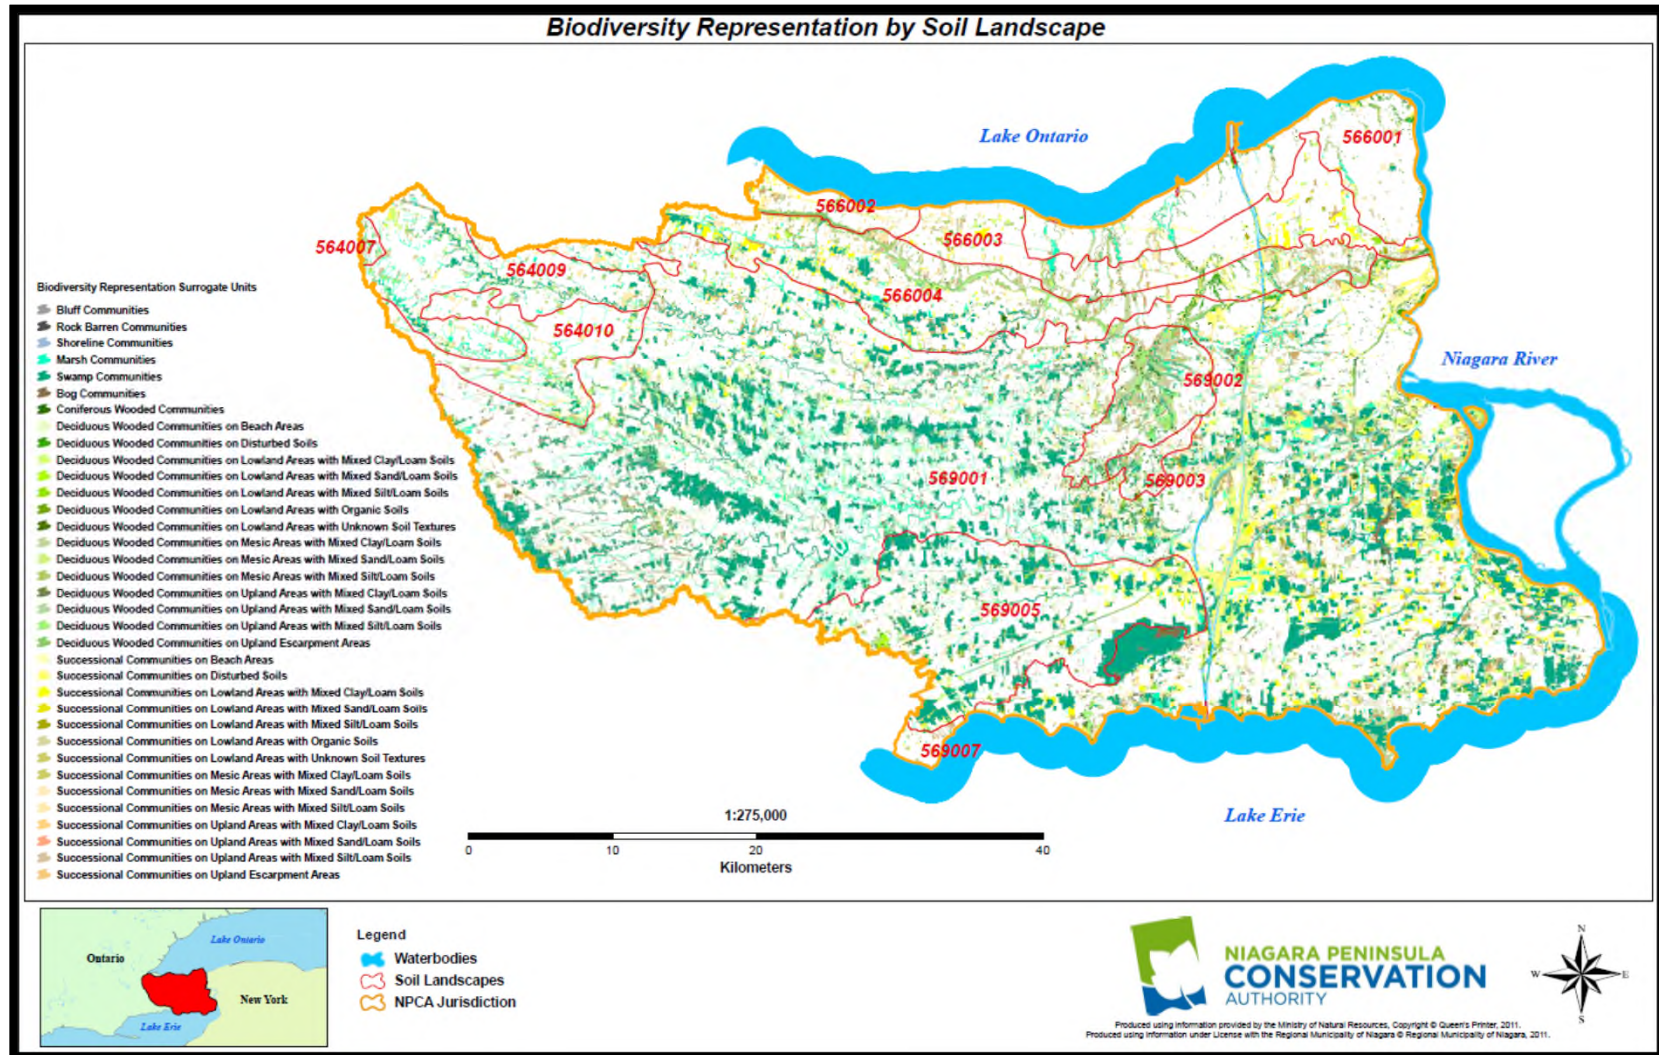 Biodiversity Representation by Soil Landscape
Lake Ontario
566001
566002
566003
564007
564009
566004
564010
Niagara River
569002
569001
569003
569005
569007
Lake Erie
Biodiversity Representation Surrogate Units
Bluff Communities
Rock Barren Communities
Shoreline Communities
Marsh Communities
Swamp Communities
Bog Communities
Coniferous Wooded Communities
Deciduous Wooded Communities on Beach Areas
Deciduous Wooded Communities on Disturbed Soils
Deciduous Wooded Communities on Lowland Areas with Mixed Clay/Loam Soils
Deciduous Wooded Communities on Lowland Areas with Mixed Sand/Loam Soils
Deciduous Wooded Communities on Lowland Areas with Mixed Silt/Loam Soils
Deciduous Wooded Communities on Lowland Areas with Organic Soils
Deciduous Wooded Communities on Lowland Areas with Unknown Soil Textures
Deciduous Wooded Communities on Mesic Areas with Mixed Clay/Loam Soils
Deciduous Wooded Communities on Mesic Areas with Mixed Sand/Loam Soils
Deciduous Wooded Communities on Mesic Areas with Mixed Silt/Loam Soils
Deciduous Wooded Communities on Upland Areas with Mixed Clay/Loam Soils
Deciduous Wooded Communities on Upland Areas with Mixed Sand/Loam Soils
Deciduous Wooded Communities on Upland Areas with Mixed Silt/Loam Soils
Deciduous Wooded Communities on Upland Escarpment Areas
Successional Communities on Beach Areas
Successional Communities on Disturbed Soils
Successional Communities on Lowland Areas with Mixed Clay/Loam Soils
Successional Communities on Lowland Areas with Mixed Sand/Loam Soils
Successional Communities on Lowland Areas with Mixed Silt/Loam Soils
Successional Communities on Lowland Areas with Organic Soils
Successional Communities on Lowland Areas with Unknown Soil Textures
Successional Communities on Mesic Areas with Mixed Clay/Loam Soils
Successional Communities on Mesic Areas with Mixed Sand/Loam Soils
Successional Communities on Mesic Areas with Mixed Silt/Loam Soils
Successional Communities on Upland Areas with Mixed Clay/Loam Soils
Successional Communities on Upland Areas with Mixed Sand/Loam Soils
Successional Communities on Upland Areas with Mixed Silt/Loam Soils
Successional Communities on Upland Escarpment Areas
1:275,000
0 10 20 40
Kilometers
Lake Ontario
Ontario
New York
Lake Erie
Legend
Waterbodies
Soil Landscapes
NPCA Jurisdiction
NIAGARA PENINSULA
CONSERVATION
AUTHORITY
N
W E
S
Produced using information provided by the Ministry of Natural Resources, Copyright © Queen's Printer, 2011.
Produced using information under License with the Regional Municipality of Niagara © Regional Municipality of Niagara, 2011.